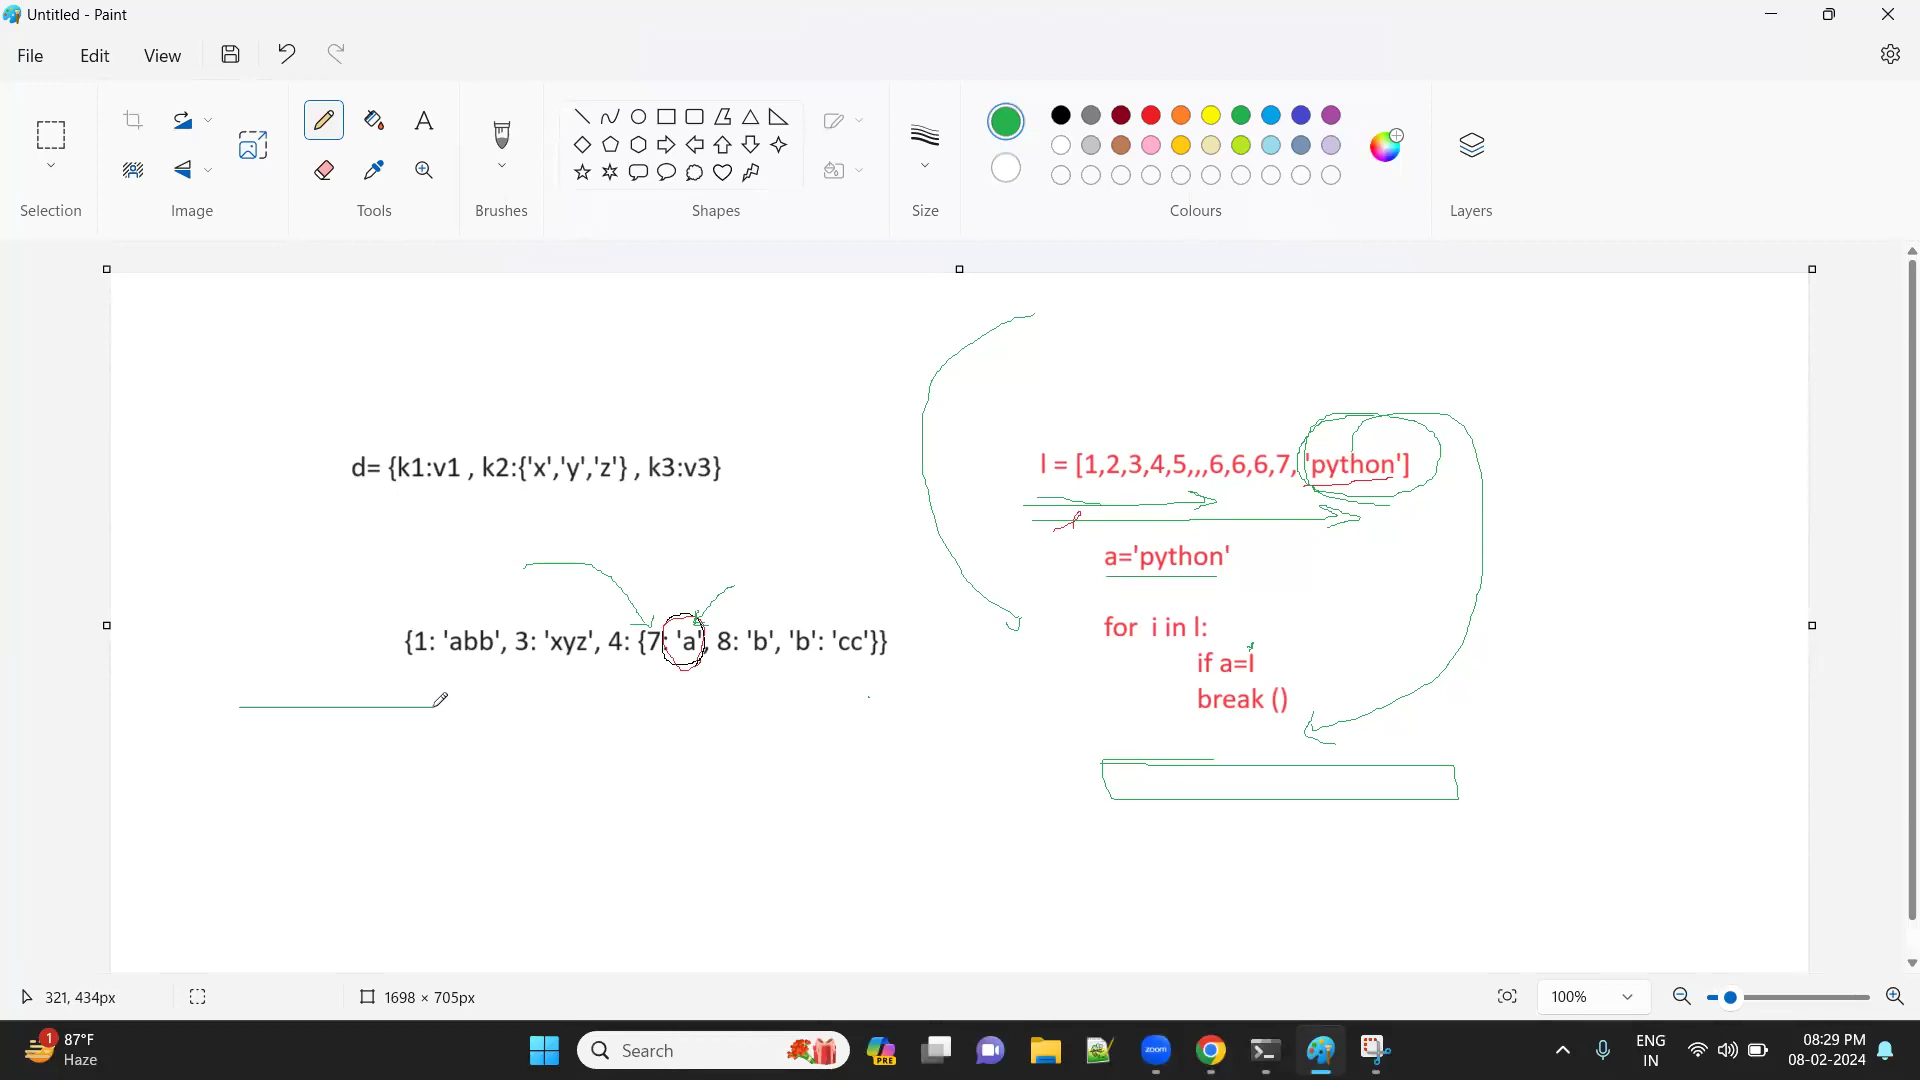 Untitled - Paint
File Edit View
Selection Image Tools Brushes Shapes Size Colours Layers
d= {k1:v1 , k2:{'x','y','z'} , k3:v3}
{1: 'abb', 3: 'xyz', 4: {7: 'a', 8: 'b', 'b': 'cc'}}
l = [1,2,3,4,5,,,6,6,6,7, 'python']
a='python'
for i in l:
if a=I
break ()
321, 434px 1698 × 705px 100%
1 87°F
Haze
Search
PRE
zoom
ENG
IN
08:29 PM
08-02-2024